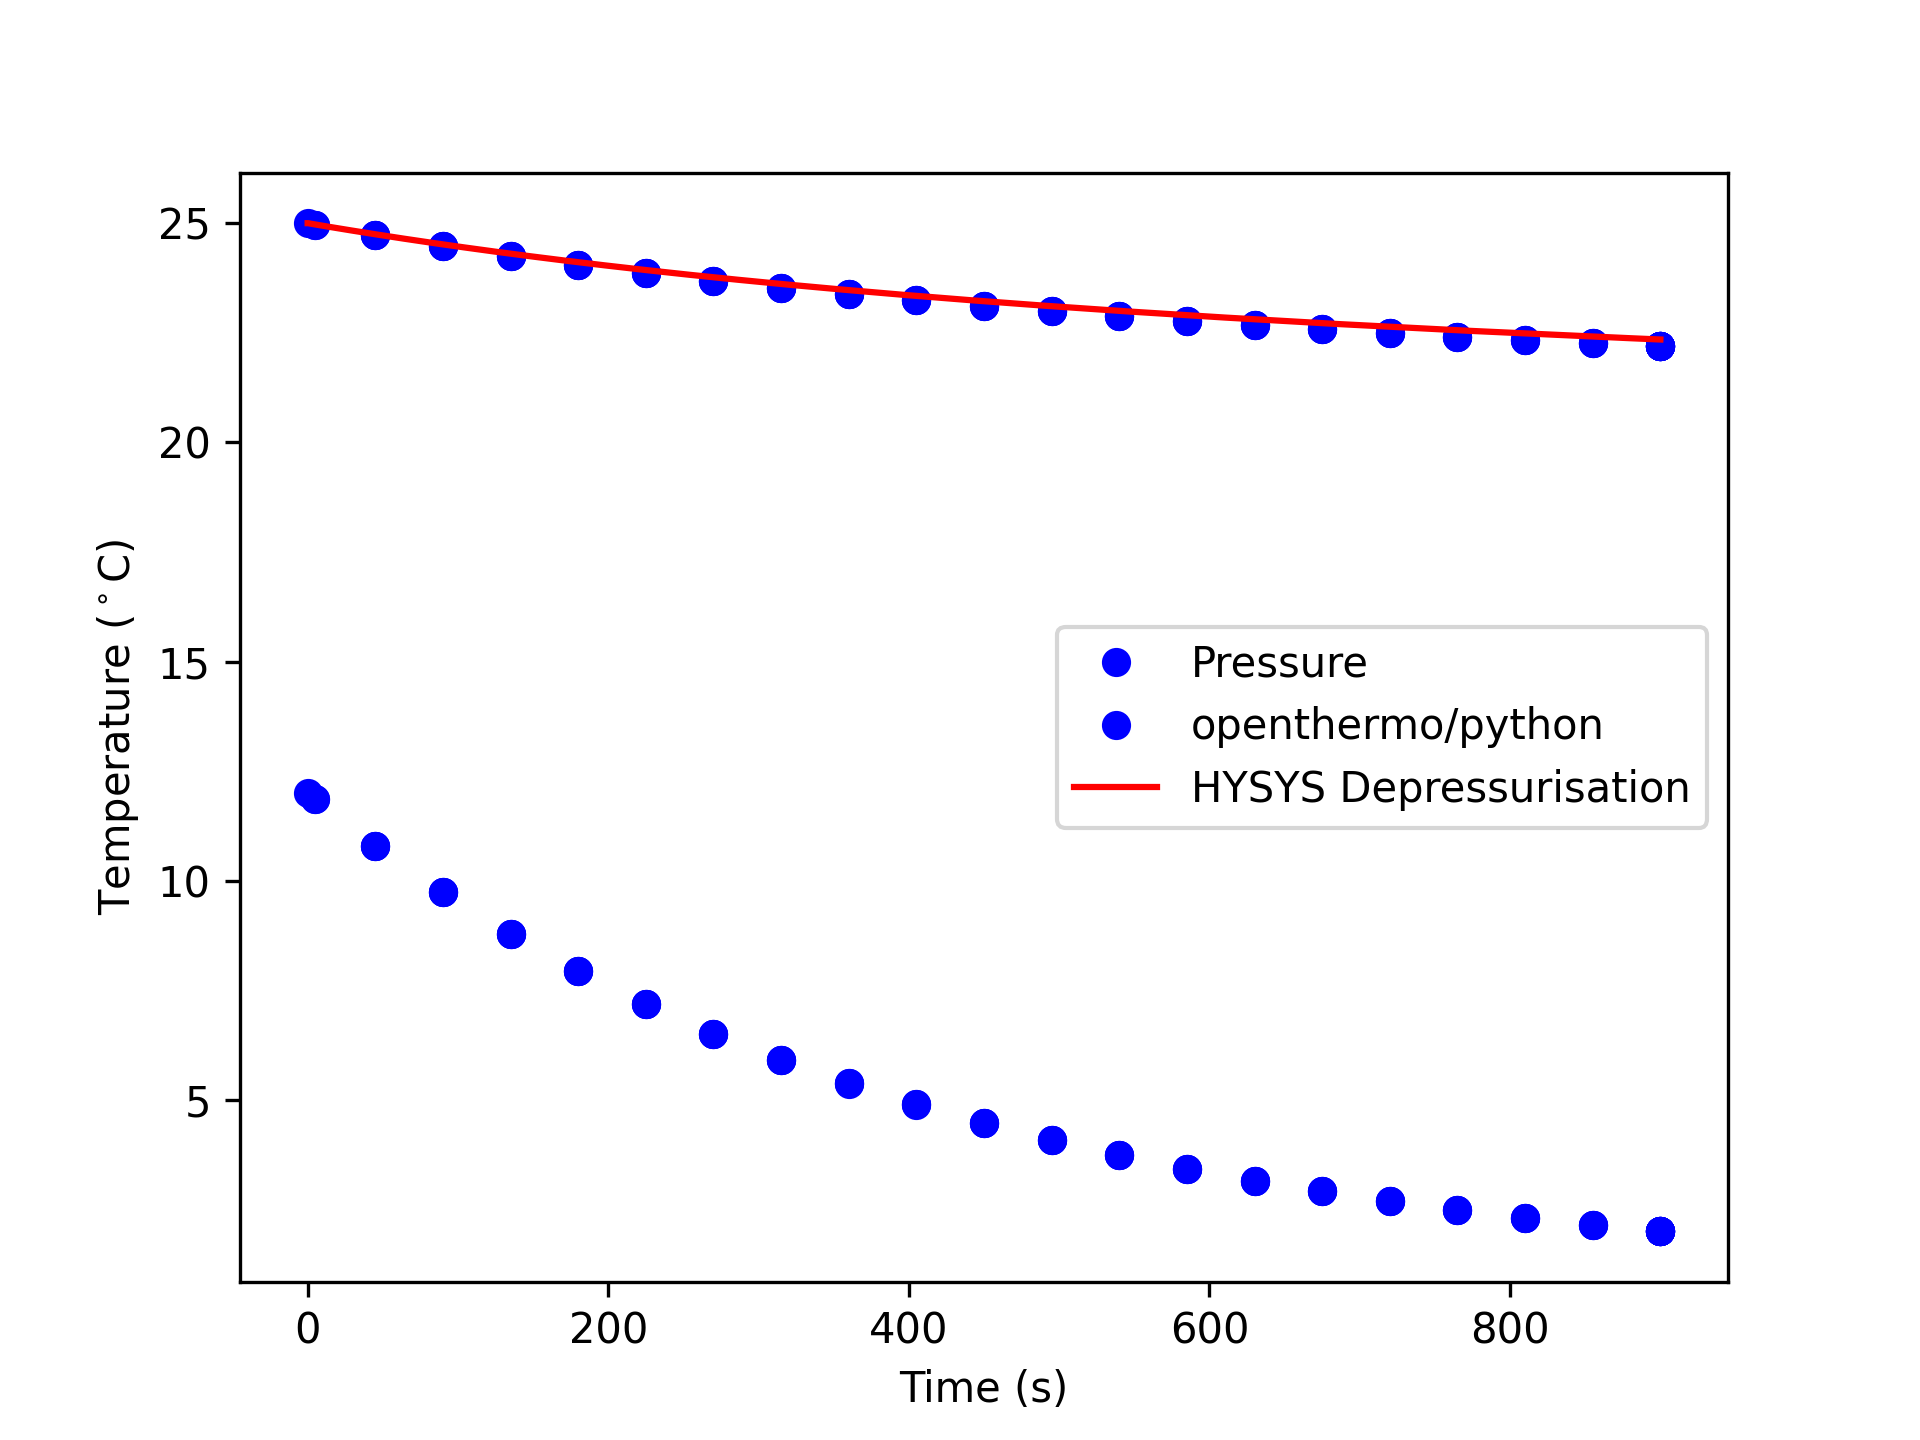 25
20
15
10
5
Temperature (°C)
Pressure
openthermo/python
HYSYS Depressurisation
0 200 400 600 800
Time (s)